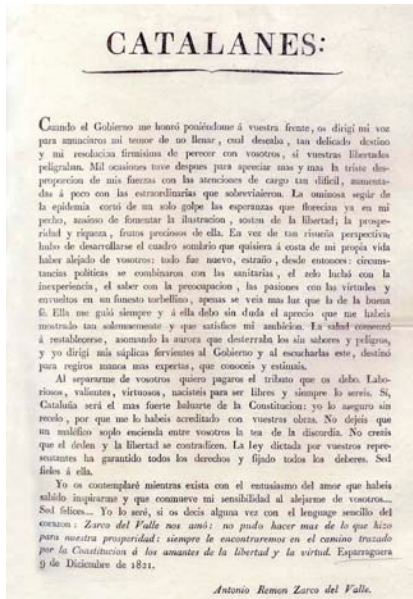 CATALANES:
Cuando el Gobierno me honró poniéndome á vuestra frente, os dirigí mi voz
para anunciaros mi temor de no llenar, cual deseaba, tan delicado destino
y mi resolucion firmísima de perecer con vosotros, si vuestras libertades
peligraban. Mil ocasiones tuve despues para apreciar mas y mas la triste des-
proporcion de mis fuerzas con las atenciones de cargo tan dificil, aumenta-
das á poco con las estraordinarias que sobrevinieron. La ominosa segur de
la epidemia cortó de un solo golpe las esperanzas que florecian ya en mi
pecho, ansioso de fomentar la ilustracion, sosten de la libertad; la prospe-
ridad y riqueza, frutos preciosos de ella. En vez de tan risueña perspectiva,
hubo de desarrollarse el cuadro sombrio que quisiera á costa de mi propia vida
haber alejado de vosotros: todo fue nuevo, estraño, desde entonces: circuns-
tancias políticas se combinaron con las sanitarias, el zelo luchó con la
inexperiencia, el saber con la preocupacion, las pasiones con las virtudes y
envueltos en un funesto torbellino, apenas se veia mas luz que la de la buena
fé. Ella me guió siempre y á ella debo sin duda el aprecio que me habeis
mostrado tan solemnemente y que satisface mi ambicion. La salud comenzó
á restablecerse, asomando la aurora que desterraba los sin sabores y peligros,
y yo dirigí mis súplicas fervientes al Gobierno y al escucharlas este, destinó
para regiros manos mas expertas, que conoceis y estimais.
Al separarme de vosotros quiero pagaros el tributo que os debo. Labo-
riosos, valientes, virtuosos, nacisteis para ser libres y siempre lo sereis. Sí,
Cataluña será el mas fuerte baluarte de la Constitucion: yo lo aseguro sin
recelo, por que me lo habeis acreditado con vuestras obras. No dejeis que
un maléfico soplo encienda entre vosotros la tea de la discordia. No creais
que el órden y la libertad se contradicen. La ley dictada por vuestros repre-
sentantes ha garantido todos los derechos y fijado todos los deberes. Sed
fieles á ella.
Yo os contemplaré mientras exista con el entusiasmo del amor que habeis
sabido inspirarme y que conmueve mi sensibilidad al alejarme de vosotros...
Sed felices... Yo lo seré, si os decis alguna vez con el lenguage sencillo del
corazon: Zarco del Valle nos amó: no pudo hacer mas de lo que hizo
para nuestra prosperidad: siempre le encontraremos en el camino trazado
por la Constitucion á los amantes de la libertad y la virtud. Esparraguera
9 de Diciembre de 1821.
Antonio Remon Zarco del Valle.